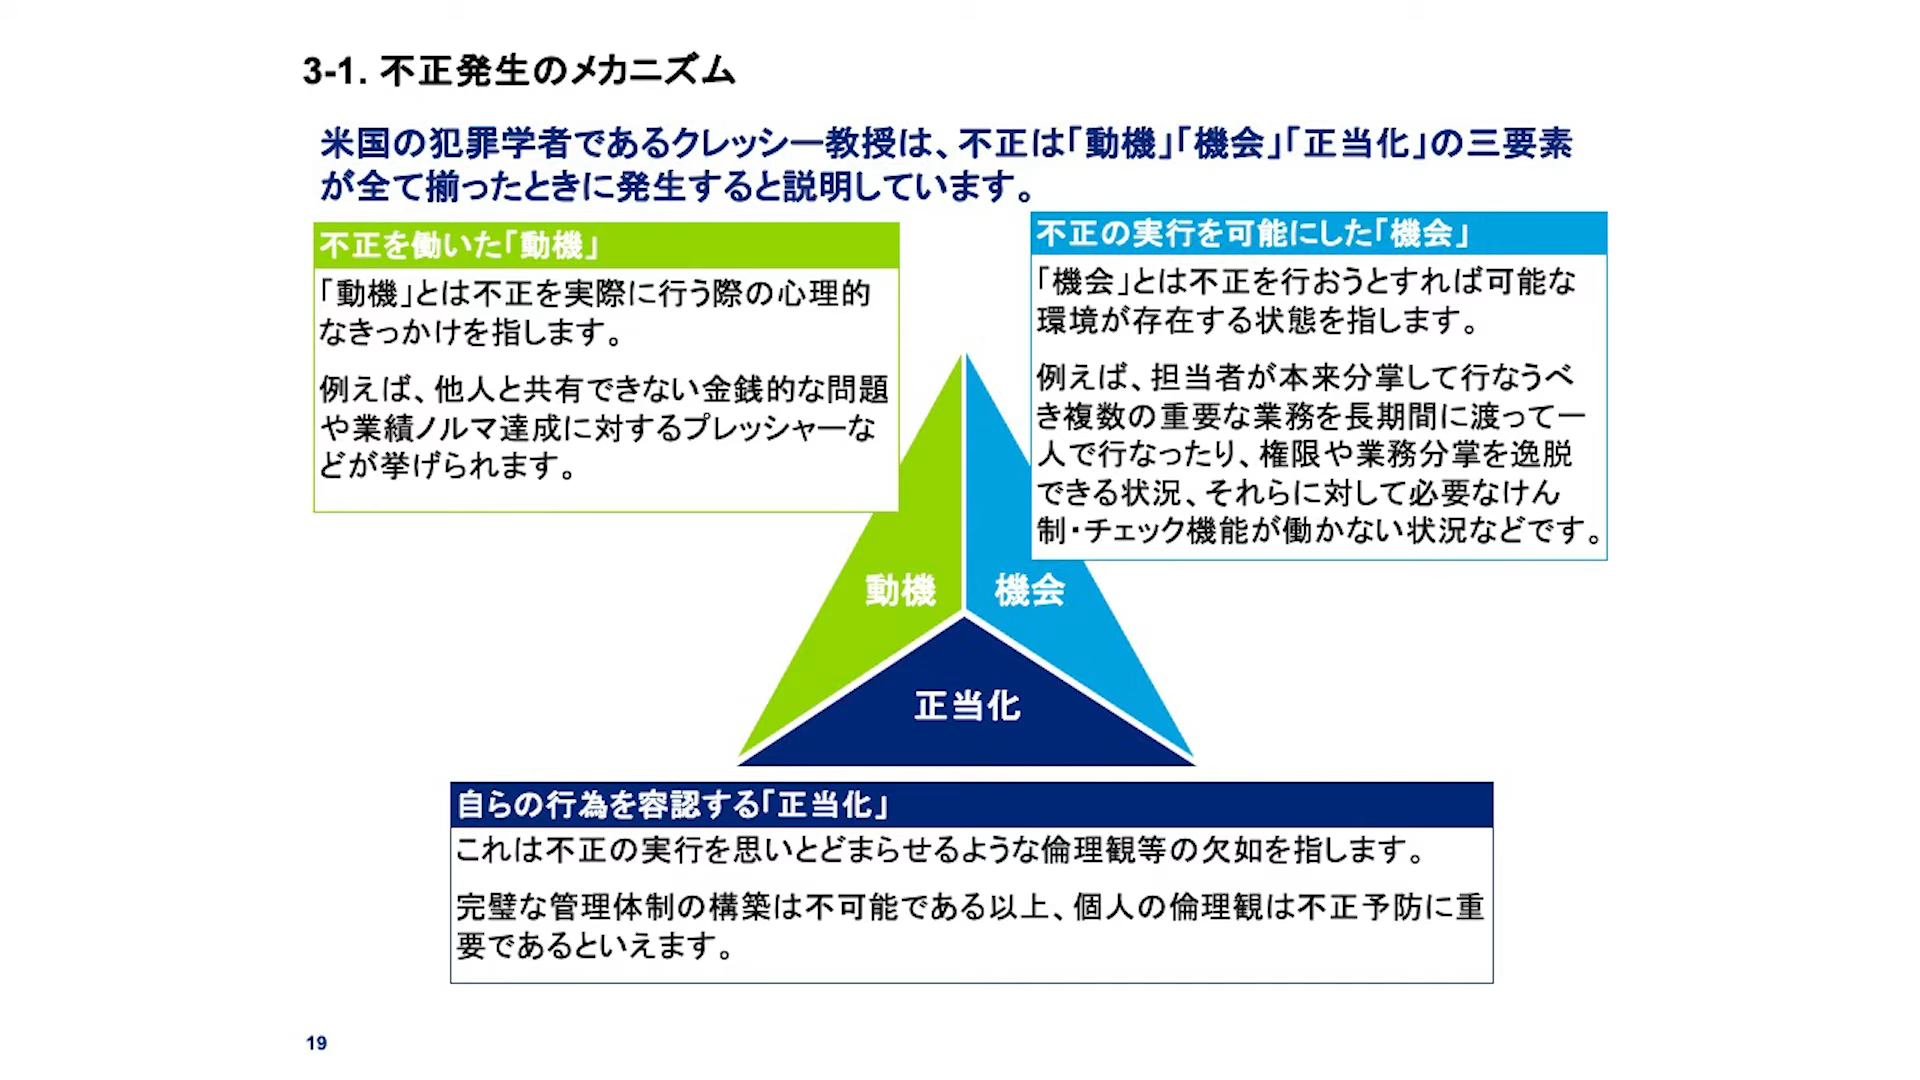 3-1. 不正発生のメカニズム
米国の犯罪学者であるクレッシー教授は、不正は｢動機｣｢機会｣｢正当化｣の三要素
が全て揃ったときに発生すると説明しています。
不正を働いた｢動機｣
｢動機｣とは不正を実際に行う際の心理的
なきっかけを指します。
例えば、他人と共有できない金銭的な問題
や業績ノルマ達成に対するプレッシャーな
どが挙げられます。
不正の実行を可能にした｢機会｣
｢機会｣とは不正を行おうとすれば可能な
環境が存在する状態を指します。
例えば、担当者が本来分掌して行なうべ
き複数の重要な業務を長期間に渡って一
人で行なったり、権限や業務分掌を逸脱
できる状況、それらに対して必要なけん
制・チェック機能が働かない状況などです。
動機
機会
正当化
自らの行為を容認する｢正当化｣
これは不正の実行を思いとどまらせるような倫理観等の欠如を指します。
完璧な管理体制の構築は不可能である以上、個人の倫理観は不正予防に重
要であるといえます。
19